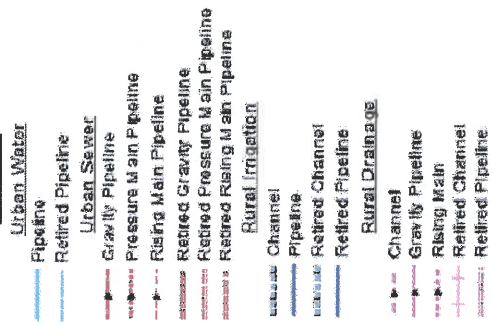 Urban Water
Pipeline
Retired Pipeline
Urban Sewer
Gravity Pipeline
Pressure Main Pipeline
Rising Main Pipeline
Retired Gravity Pipeline
Retired Pressure Main Pipeline
Retired Rising Main Pipeline
Rural Irrigation
Channel
Pipeline
Retired Channel
Retired Pipeline
Rural Drainage
Channel
Gravity Pipeline
Rising Main
Retired Channel
Retired Pipeline